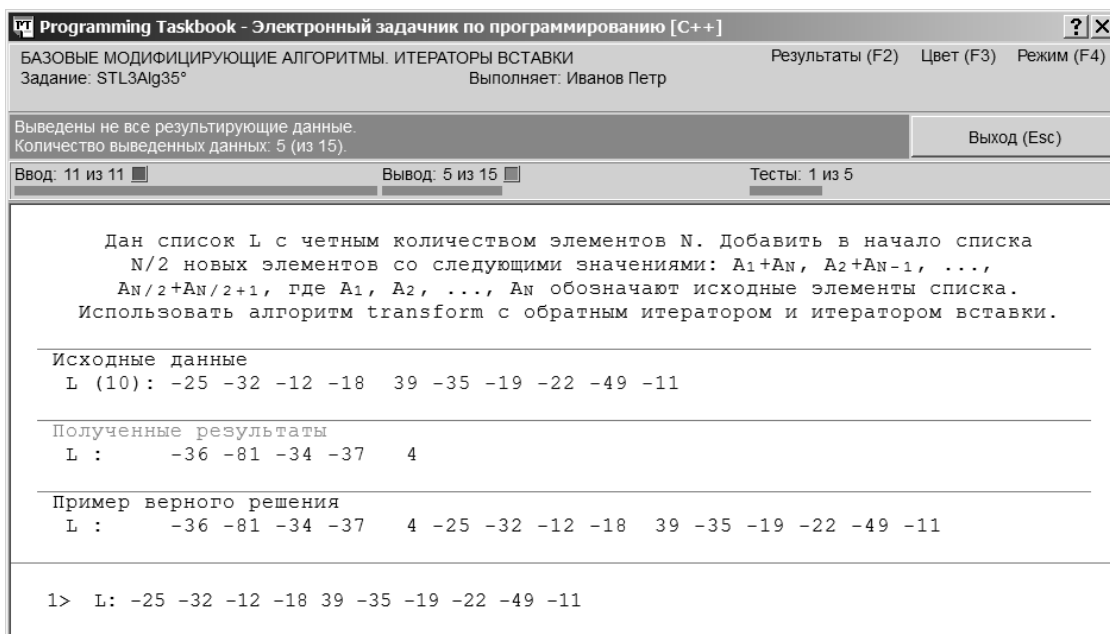 Programming Taskbook - Электронный задачник по программированию [C++]
БАЗОВЫЕ МОДИФИЦИРУЮЩИЕ АЛГОРИТМЫ. ИТЕРАТОРЫ ВСТАВКИ Результаты (F2) Цвет (F3) Режим (F4)
Задание: STL3Alg35° Выполняет: Иванов Петр
Выведены не все результирующие данные.
Количество выведенных данных: 5 (из 15).
Выход (Esc)
Ввод: 11 из 11 Вывод: 5 из 15 Тесты: 1 из 5
Дан список L с четным количеством элементов N. Добавить в начало списка
N/2 новых элементов со следующими значениями: A1+AN, A2+AN-1, ...,
AN/2+AN/2+1, где A1, A2, ..., AN обозначают исходные элементы списка.
Использовать алгоритм transform с обратным итератором и итератором вставки.
Исходные данные
L (10): -25 -32 -12 -18 39 -35 -19 -22 -49 -11
Полученные результаты
L : -36 -81 -34 -37 4
Пример верного решения
L : -36 -81 -34 -37 4 -25 -32 -12 -18 39 -35 -19 -22 -49 -11
1> L: -25 -32 -12 -18 39 -35 -19 -22 -49 -11